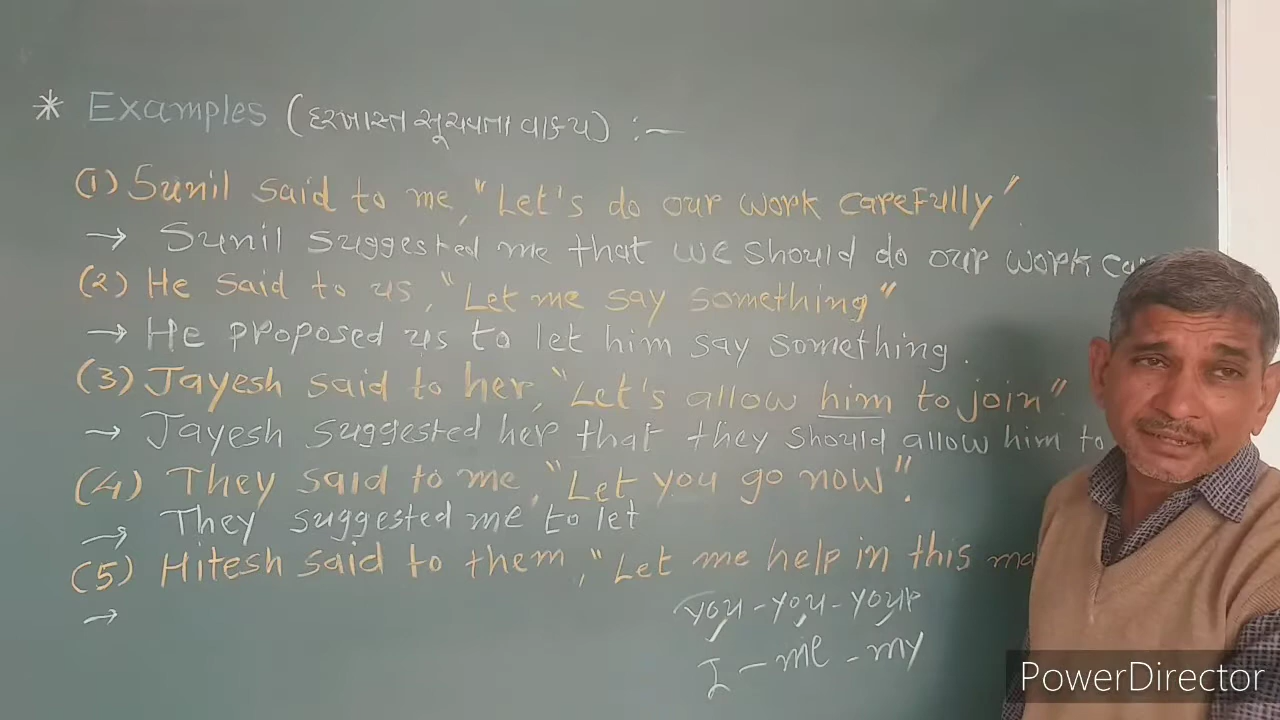 * Examples (દરખાસ્ત સૂચવતા વાક્ય) :-
(1) Sunil said to me, "Let's do our work carefully".
→ Sunil suggested me that we should do our work
(2) He said to us, "Let me say something"
→ He proposed us to let him say something.
(3) Jayesh said to her, "Let's allow him to join".
→ Jayesh suggested her that they should allow him to
(4) They said to me, "Let you go now".
→ They suggested me to let
(5) Hitesh said to them, "Let me help in this
→
you - you - your
I - me - my
PowerDirector